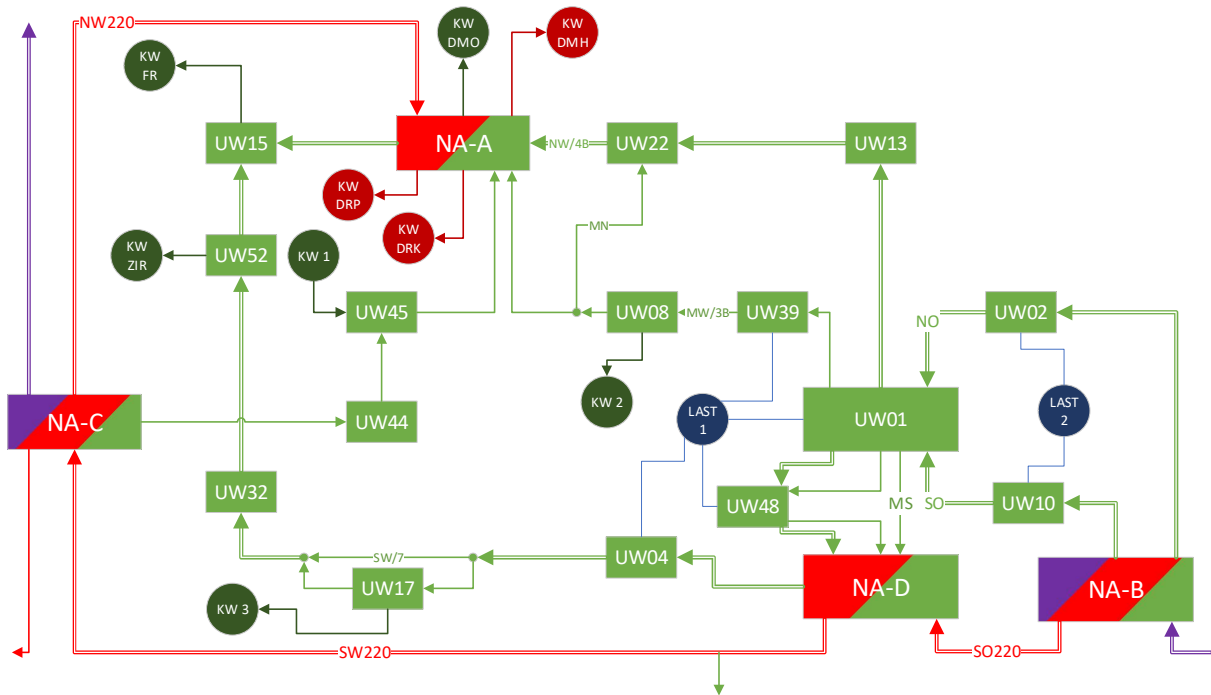 NW220
KW
DMO
KW
DMH
KW
FR
UW15
NA-A
NW/4B
UW22
UW13
KW
DRP
KW
DRK
MN
KW
ZIR
UW52
KW 1
UW45
UW08
MW/3B
UW39
UW02
NO
KW 2
NA-C
UW44
LAST
1
UW01
LAST
2
UW32
UW48
MS
SO
UW10
SW/7
UW04
UW17
NA-D
NA-B
KW 3
SW220
SO220